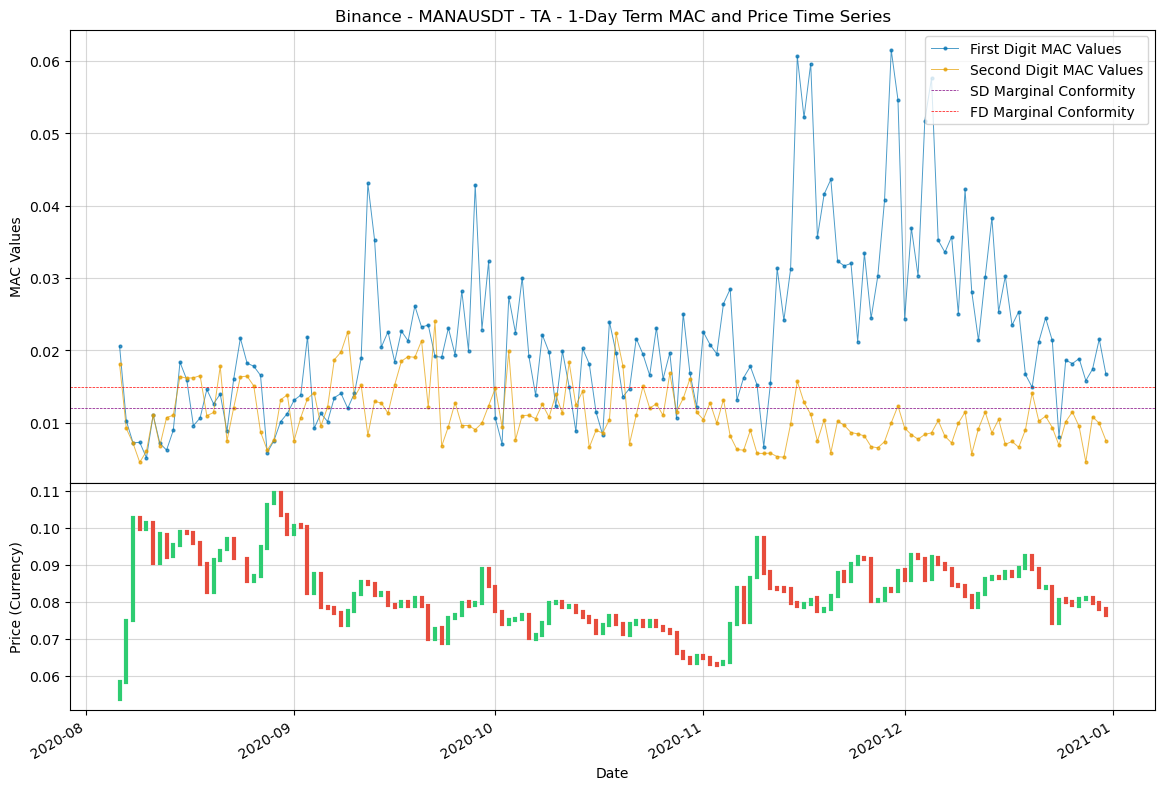 Binance - MANAUSDT - TA - 1-Day Term MAC and Price Time Series
First Digit MAC Values
Second Digit MAC Values
SD Marginal Conformity
FD Marginal Conformity
MAC Values
0.06
0.05
0.04
0.03
0.02
0.01
Price (Currency)
0.11
0.10
0.09
0.08
0.07
0.06
2020-08
2020-09
2020-10
2020-11
2020-12
2021-01
Date